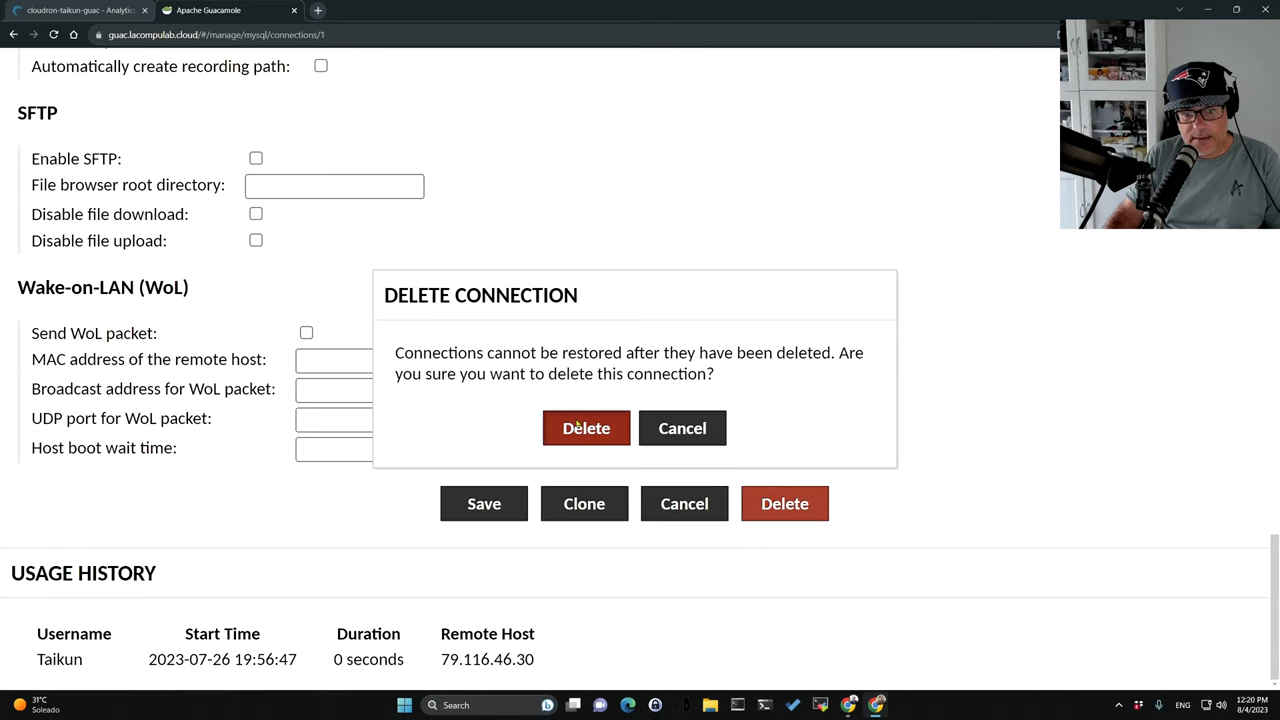 cloudron-taikun-guac - Analytic
Apache Guacamole
guac.lacompulab.cloud/#/manage/mysql/connections/1
Automatically create recording path:
SFTP
Enable SFTP:
File browser root directory:
Disable file download:
Disable file upload:
Wake-on-LAN (WoL)
Send WoL packet:
MAC address of the remote host:
Broadcast address for WoL packet:
UDP port for WoL packet:
Host boot wait time:
DELETE CONNECTION
Connections cannot be restored after they have been deleted. Are
you sure you want to delete this connection?
Delete Cancel
Save Clone Cancel Delete
USAGE HISTORY
Username Start Time Duration Remote Host
Taikun 2023-07-26 19:56:47 0 seconds 79.116.46.30
31°C
Soleado
Search
ENG
12:20 PM
8/4/2023